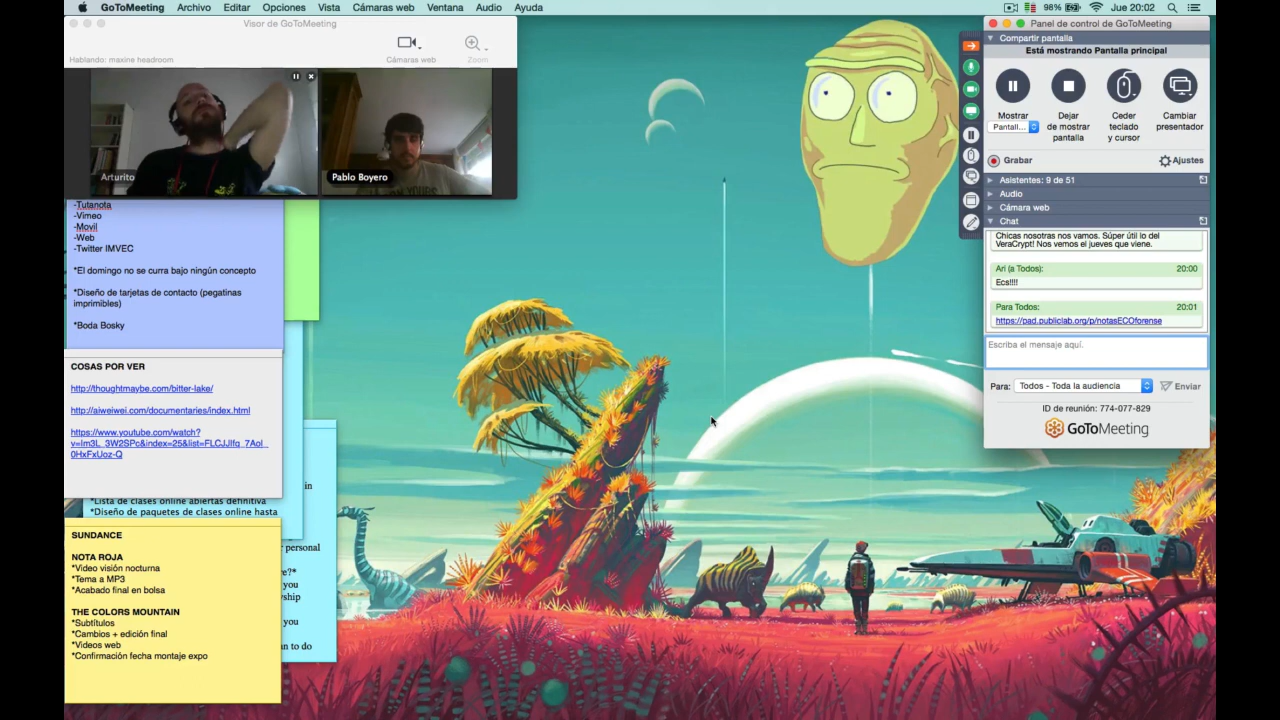 GoToMeeting Archivo Editar Opciones Vista Cámaras web Ventana Audio Ayuda
98% Jue 20:02
Visor de GoToMeeting
Hablando: maxine headroom
Cámaras web
Zoom
Arturito
Pablo Boyero
-Tutanota
-Vimeo
-Movil
-Web
-Twitter IMVEC
*El domingo no se curra bajo ningún concepto
*Diseño de tarjetas de contacto (pegatinas
imprimibles)
*Boda Bosky
COSAS POR VER
http://thoughtmaybe.com/bitter-lake/
http://aiweiwei.com/documentaries/index.html
https://www.youtube.com/watch?
in
*Lista de clases online abiertas definitiva
*Diseño de paquetes de clases online hasta
SUNDANCE
NOTA ROJA
*Video visión nocturna
*Tema a MP3
*Acabado final en bolsa
THE COLORS MOUNTAIN
*Subtítulos
*Cambios + edición final
*Videos web
*Confirmación fecha montaje expo
personal
you
you
to do
Panel de control de GoToMeeting
Compartir pantalla
Está mostrando Pantalla principal
Mostrar
Pantall...
Dejar
de mostrar
pantalla
Ceder
teclado
y cursor
Cambiar
presentador
Grabar
Ajustes
Asistentes: 9 de 51
Audio
Cámara web
Chat
Chicas nosotras nos vamos. Súper útil lo del
VeraCrypt! Nos vemos el jueves que viene.
Ari (a Todos): 20:00
Ecs!!!!
Para Todos: 20:01
https://pad.publiclab.org/p/notasECOforense
Escriba el mensaje aquí.
Para: Todos - Toda la audiencia Enviar
ID de reunión: 774-077-829
GoToMeeting